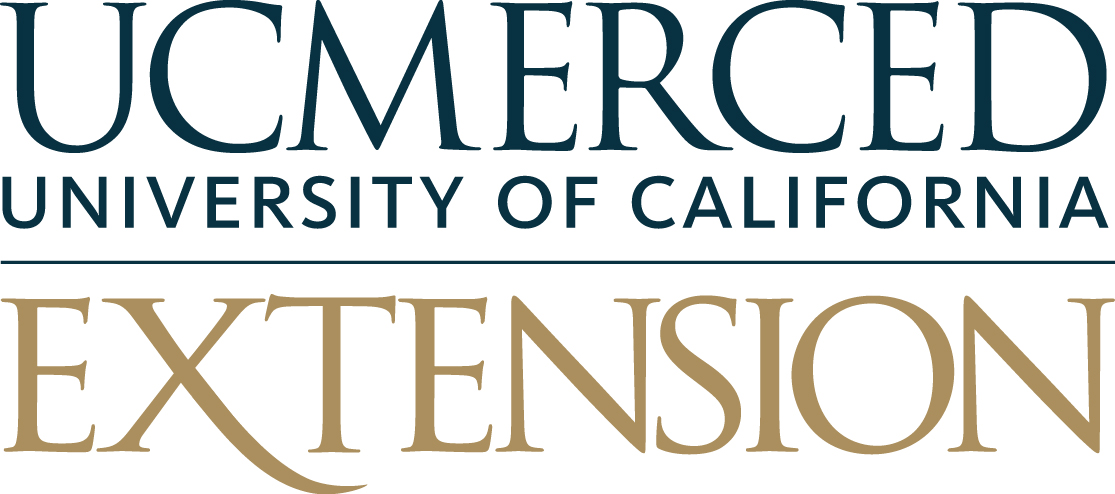 UCMERCED
UNIVERSITY OF CALIFORNIA
EXTENSION